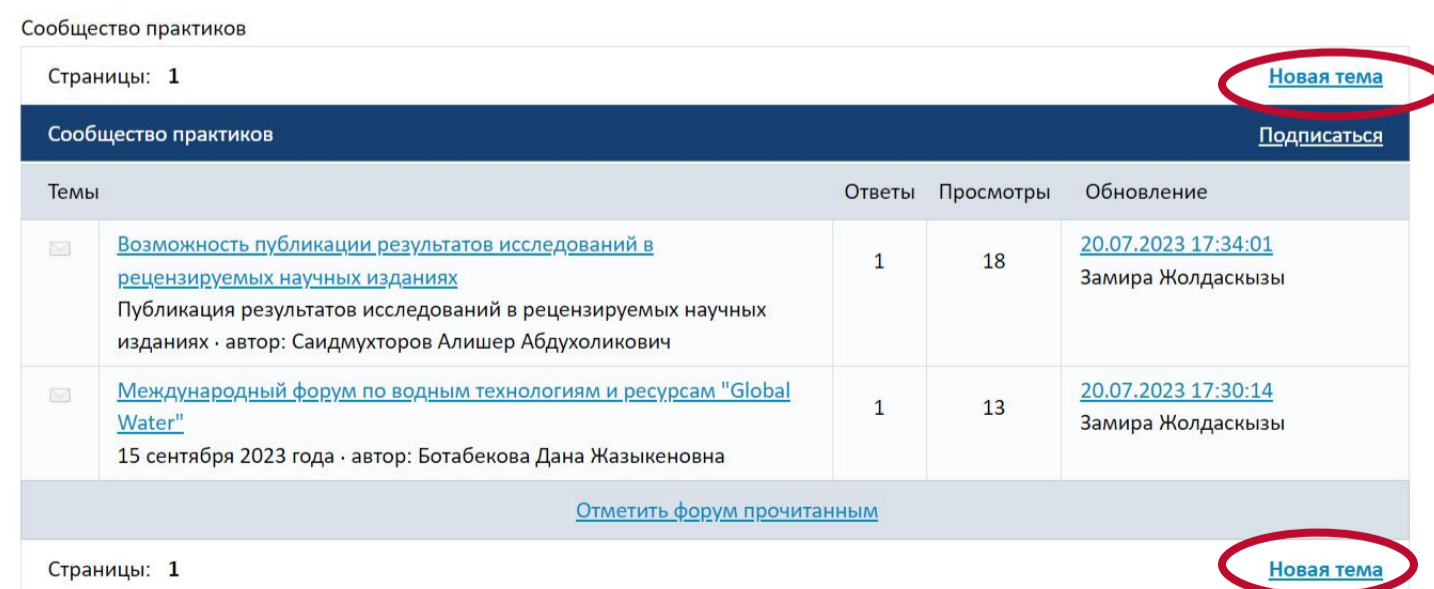 Сообщество практиков
Страницы: 1 Новая тема
Сообщество практиков Подписаться
Темы Ответы Просмотры Обновление
Возможность публикации результатов исследований в
рецензируемых научных изданиях
Публикация результатов исследований в рецензируемых научных
изданиях · автор: Саидмухторов Алишер Абдухоликович
1 18 20.07.2023 17:34:01
Замира Жолдаскызы
Международный форум по водным технологиям и ресурсам "Global
Water"
15 сентября 2023 года · автор: Ботабекова Дана Жазыкеновна
1 13 20.07.2023 17:30:14
Замира Жолдаскызы
Отметить форум прочитанным
Страницы: 1 Новая тема